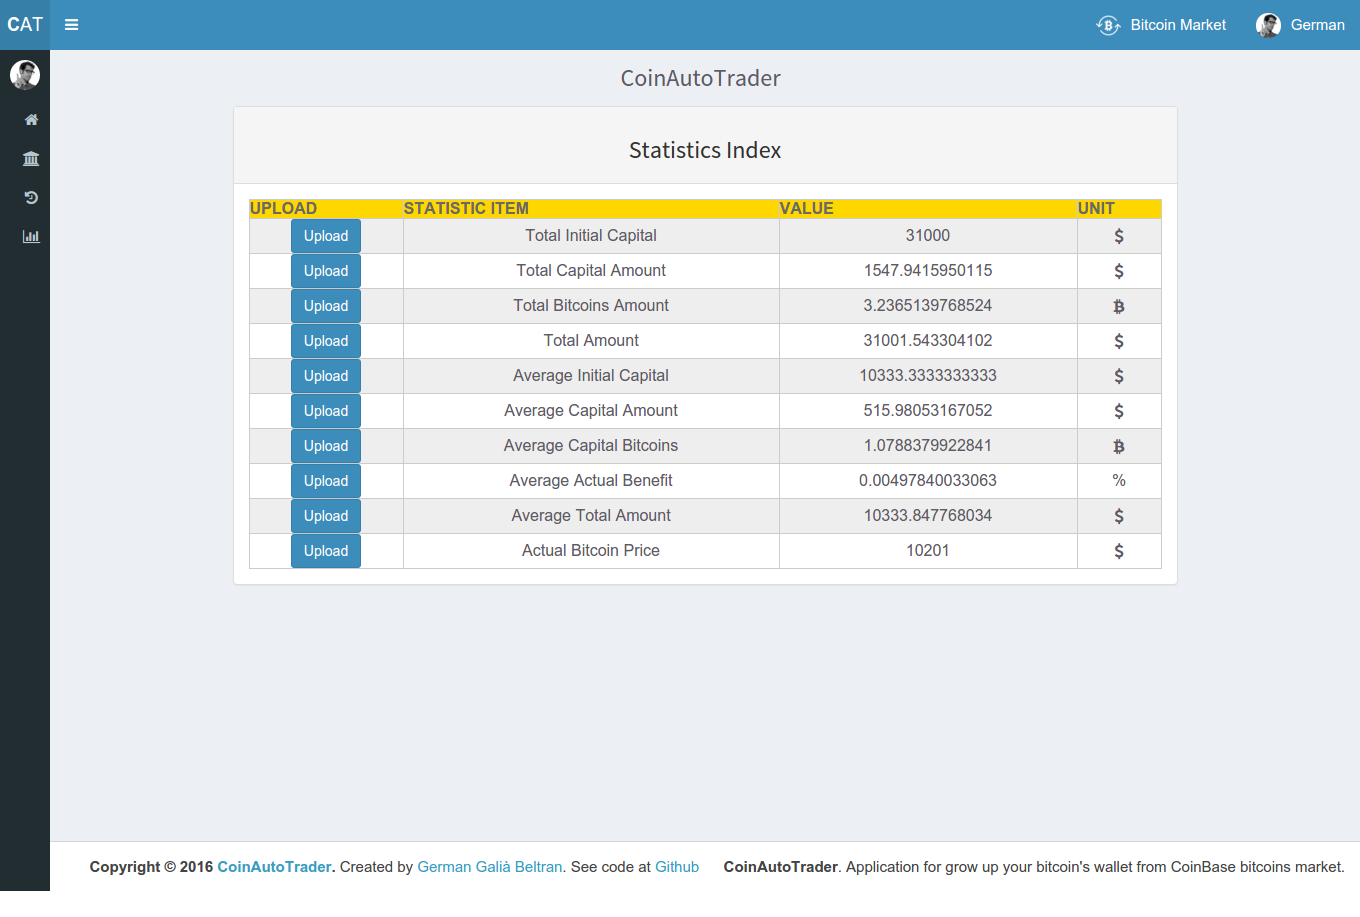 CAT Bitcoin Market German
CoinAutoTrader
Statistics Index
UPLOAD STATISTIC ITEM VALUE UNIT
Upload Total Initial Capital 31000 $
Upload Total Capital Amount 1547.9415950115 $
Upload Total Bitcoins Amount 3.2365139768524 ₿
Upload Total Amount 31001.543304102 $
Upload Average Initial Capital 10333.3333333333 $
Upload Average Capital Amount 515.98053167052 $
Upload Average Capital Bitcoins 1.0788379922841 ₿
Upload Average Actual Benefit 0.00497840033063 %
Upload Average Total Amount 10333.847768034 $
Upload Actual Bitcoin Price 10201 $
Copyright © 2016 CoinAutoTrader. Created by German Galià Beltran. See code at Github CoinAutoTrader. Application for grow up your bitcoin's wallet from CoinBase bitcoins market.